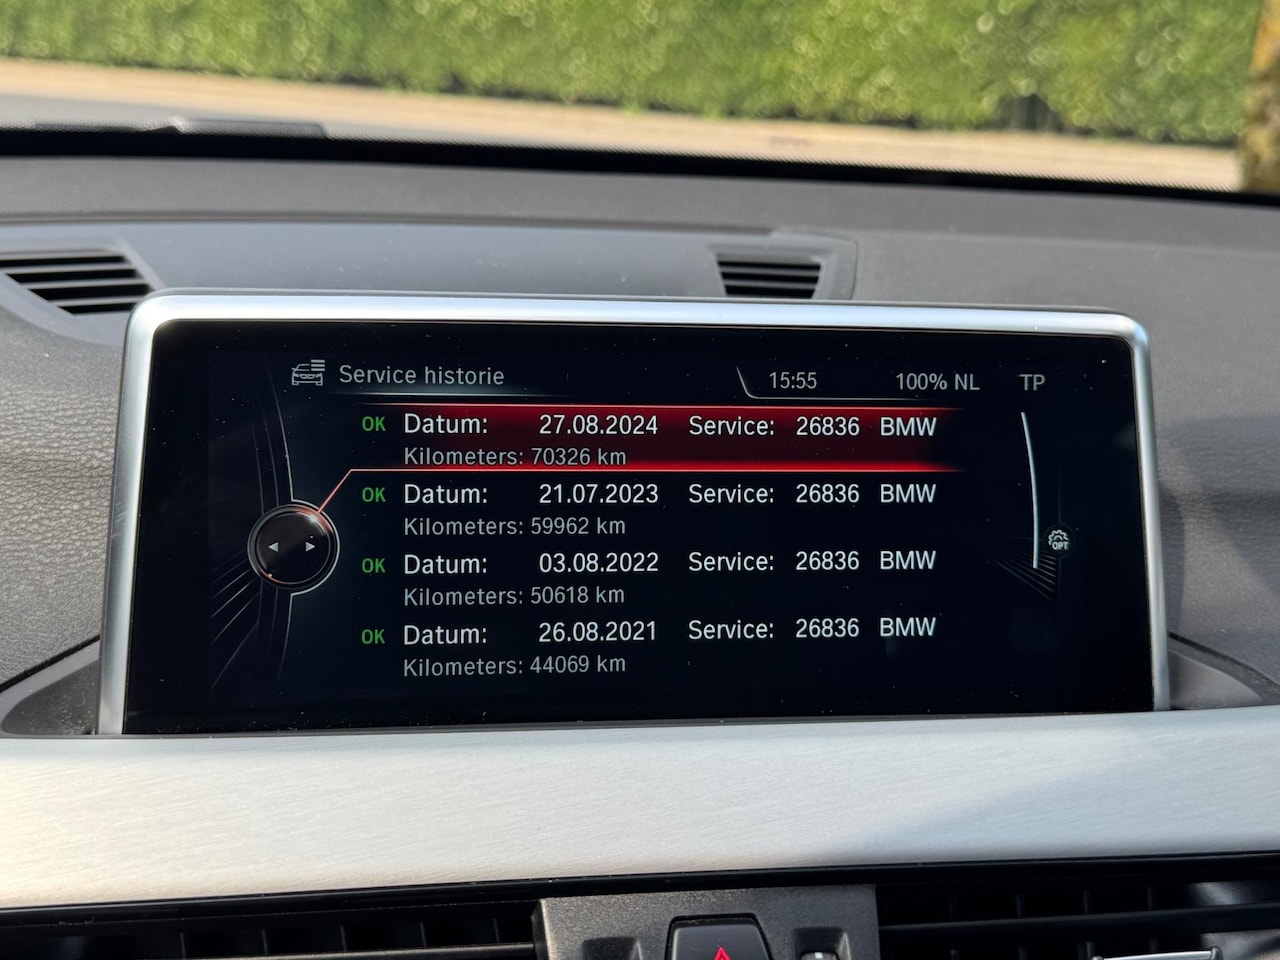 Service historie 15:55 100% NL TP
OK Datum: 27.08.2024 Service: 26836 BMW
Kilometers: 70326 km
OK Datum: 21.07.2023 Service: 26836 BMW
Kilometers: 59962 km
OPT
OK Datum: 03.08.2022 Service: 26836 BMW
Kilometers: 50618 km
OK Datum: 26.08.2021 Service: 26836 BMW
Kilometers: 44069 km